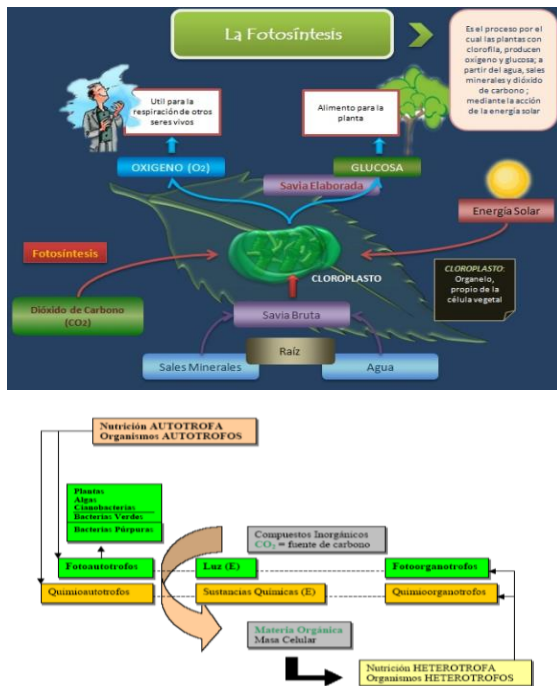 La Fotosíntesis
Es el proceso por el
cual las plantas con
clorofila, producen
oxigeno y glucosa; a
partir del agua, sales
minerales y dióxido
de carbono ;
mediante la acción
de la energía solar
Util para la
respiración de otros
seres vivos
Alimento para la
planta
OXIGENO (O2)
GLUCOSA
Savia Elaborada
Energía Solar
Fotosíntesis
CLOROPLASTO
CLOROPLASTO:
Organelo,
propio de la
célula vegetal
Dióxido de Carbono
(CO2)
Savia Bruta
Raíz
Sales Minerales
Agua
Nutrición AUTOTROFA
Organismos AUTOTROFOS
Plantas
Algas
Cianobacterias
Bacterias Verdes
Bacterias Púrpuras
Compuestos Inorgánicos
CO2 = fuente de carbono
Fotoautotrofos
Luz (E)
Fotoorganotrofos
Quimioautotrofos
Sustancias Químicas (E)
Quimioorganotrofos
Materia Orgánica
Masa Celular
Nutrición HETEROTROFA
Organismos HETEROTROFOS